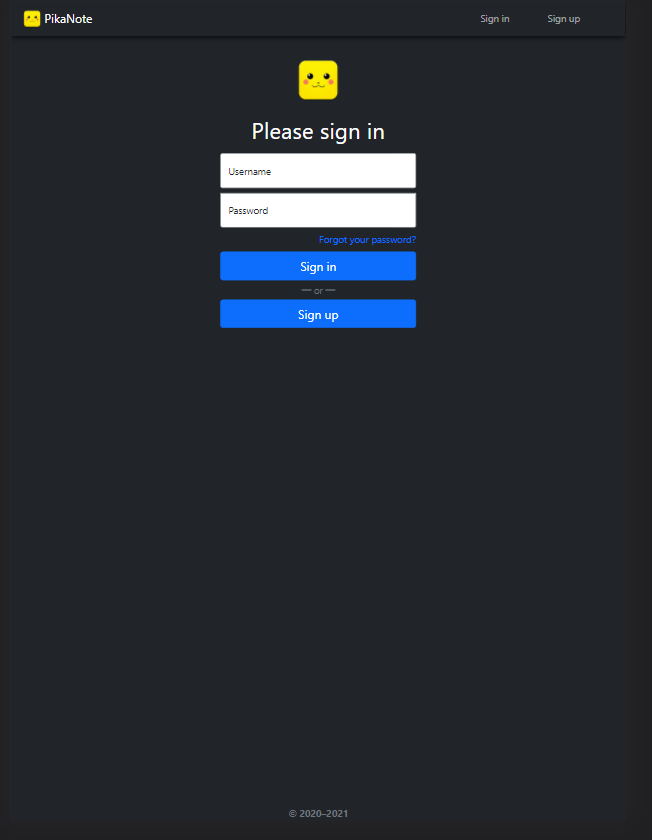 PikaNote Sign in Sign up
Please sign in
Username
Password
Forgot your password?
Sign in
— or —
Sign up
© 2020–2021